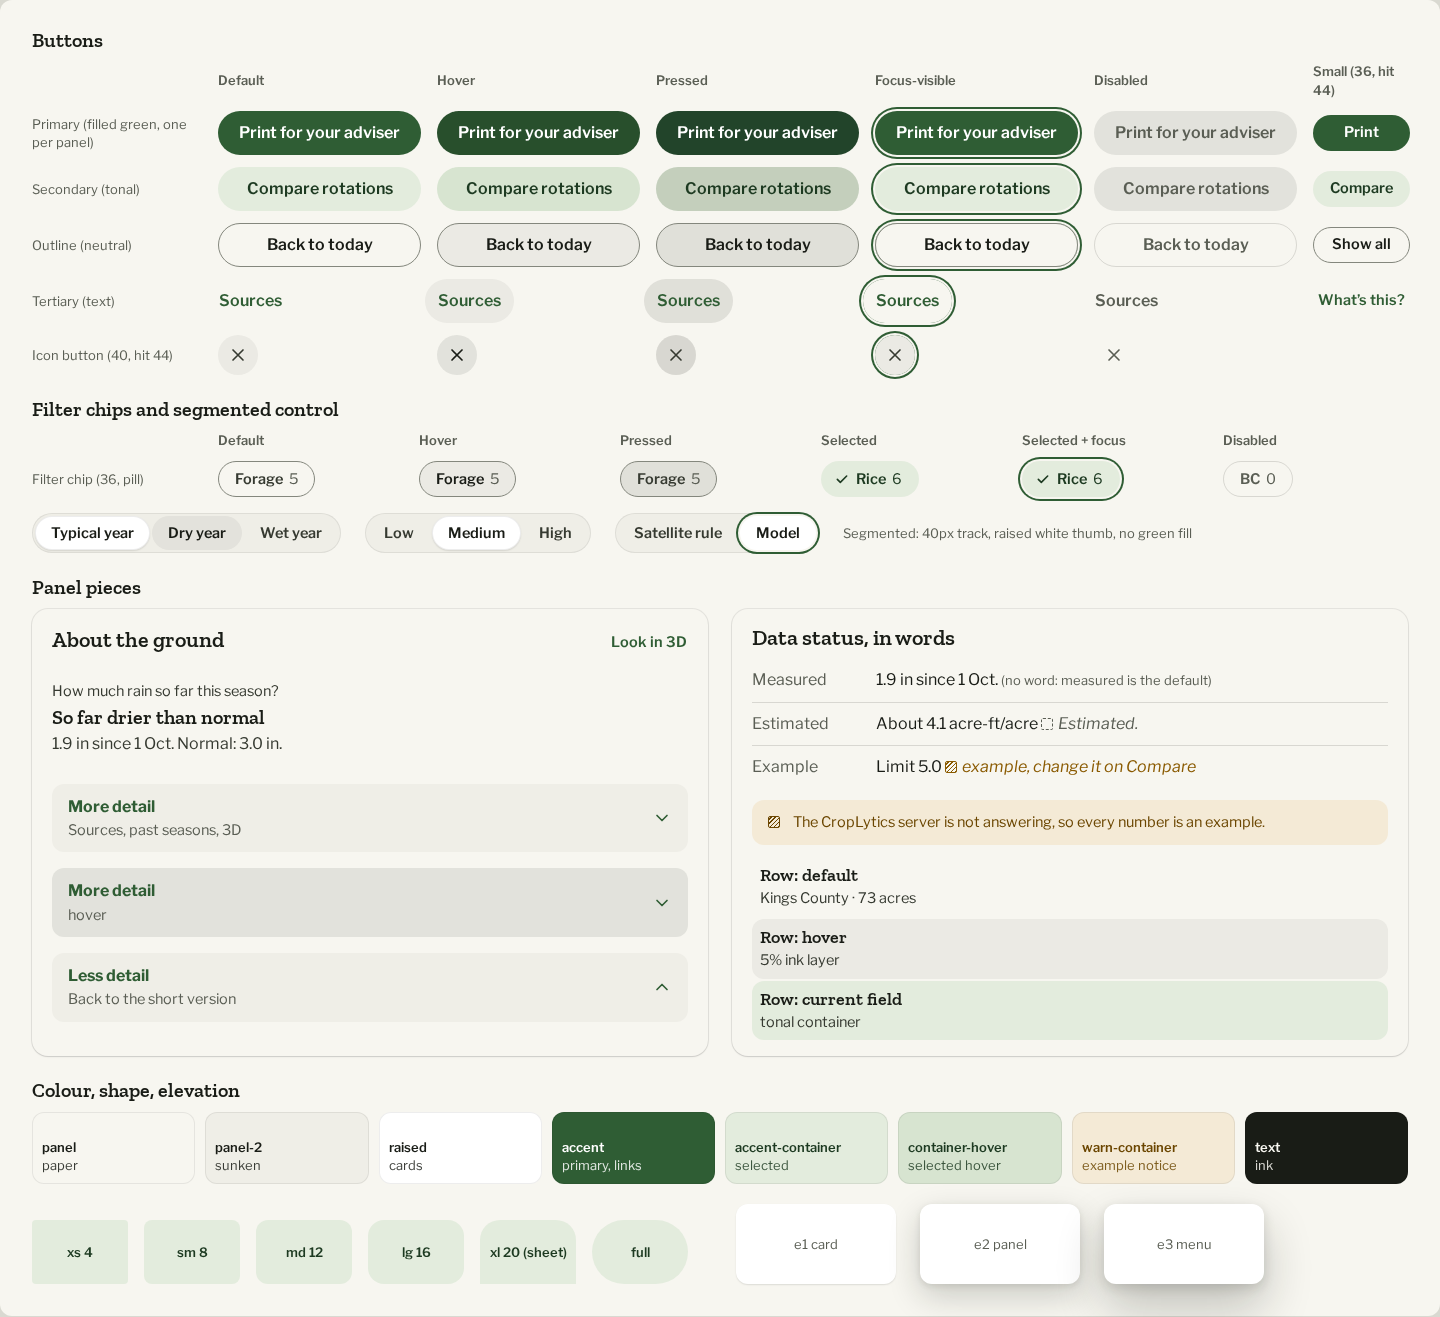 Buttons
Default Hover Pressed Focus-visible Disabled Small (36, hit
44)
Primary (filled green, one
per panel)
Print for your adviser Print for your adviser Print for your adviser Print for your adviser Print for your adviser Print
Secondary (tonal) Compare rotations Compare rotations Compare rotations Compare rotations Compare rotations Compare
Outline (neutral) Back to today Back to today Back to today Back to today Back to today Show all
Tertiary (text) Sources Sources Sources Sources Sources What's this?
Icon button (40, hit 44)
Filter chips and segmented control
Default Hover Pressed Selected Selected + focus Disabled
Filter chip (36, pill) Forage 5 Forage 5 Forage 5 Rice 6 Rice 6 BC 0
Typical year Dry year Wet year Low Medium High Satellite rule Model Segmented: 40px track, raised white thumb, no green fill
Panel pieces
About the ground Look in 3D
How much rain so far this season?
So far drier than normal
1.9 in since 1 Oct. Normal: 3.0 in.
More detail
Sources, past seasons, 3D
More detail
hover
Less detail
Back to the short version
Data status, in words
Measured 1.9 in since 1 Oct. (no word: measured is the default)
Estimated About 4.1 acre-ft/acre Estimated.
Example Limit 5.0 example, change it on Compare
The CropLytics server is not answering, so every number is an example.
Row: default
Kings County · 73 acres
Row: hover
5% ink layer
Row: current field
tonal container
Colour, shape, elevation
panel panel-2 raised accent accent-container container-hover warn-container text
paper sunken cards primary, links selected selected hover example notice ink
xs 4 sm 8 md 12 lg 16 xl 20 (sheet) full e1 card e2 panel e3 menu